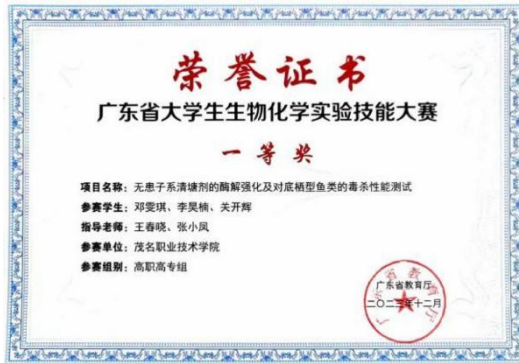 荣誉证书
广东省大学生生物化学实验技能大赛
一等奖
项目名称：无患子系清塘剂的酶解强化及对底栖型鱼类的毒杀性能测试
参赛学生：邓雯琪、李昊楠、关开辉
指导老师：王春晓、张小凤
参赛单位：茂名职业技术学院
参赛组别：高职高专组
广东省教育厅
二〇二三年十二月